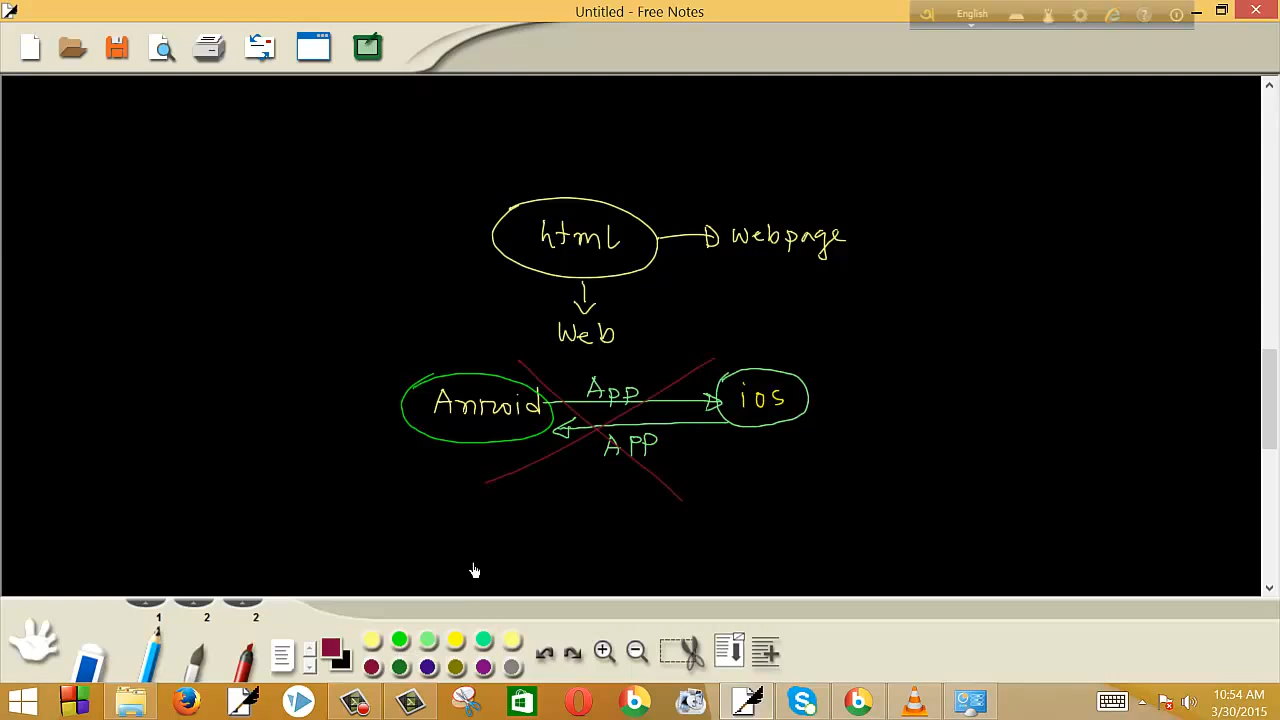 Untitled - Free Notes
English
html
webpage
Web
Anroid
App
ios
APP
1
2
2
10:54 AM
3/30/2015